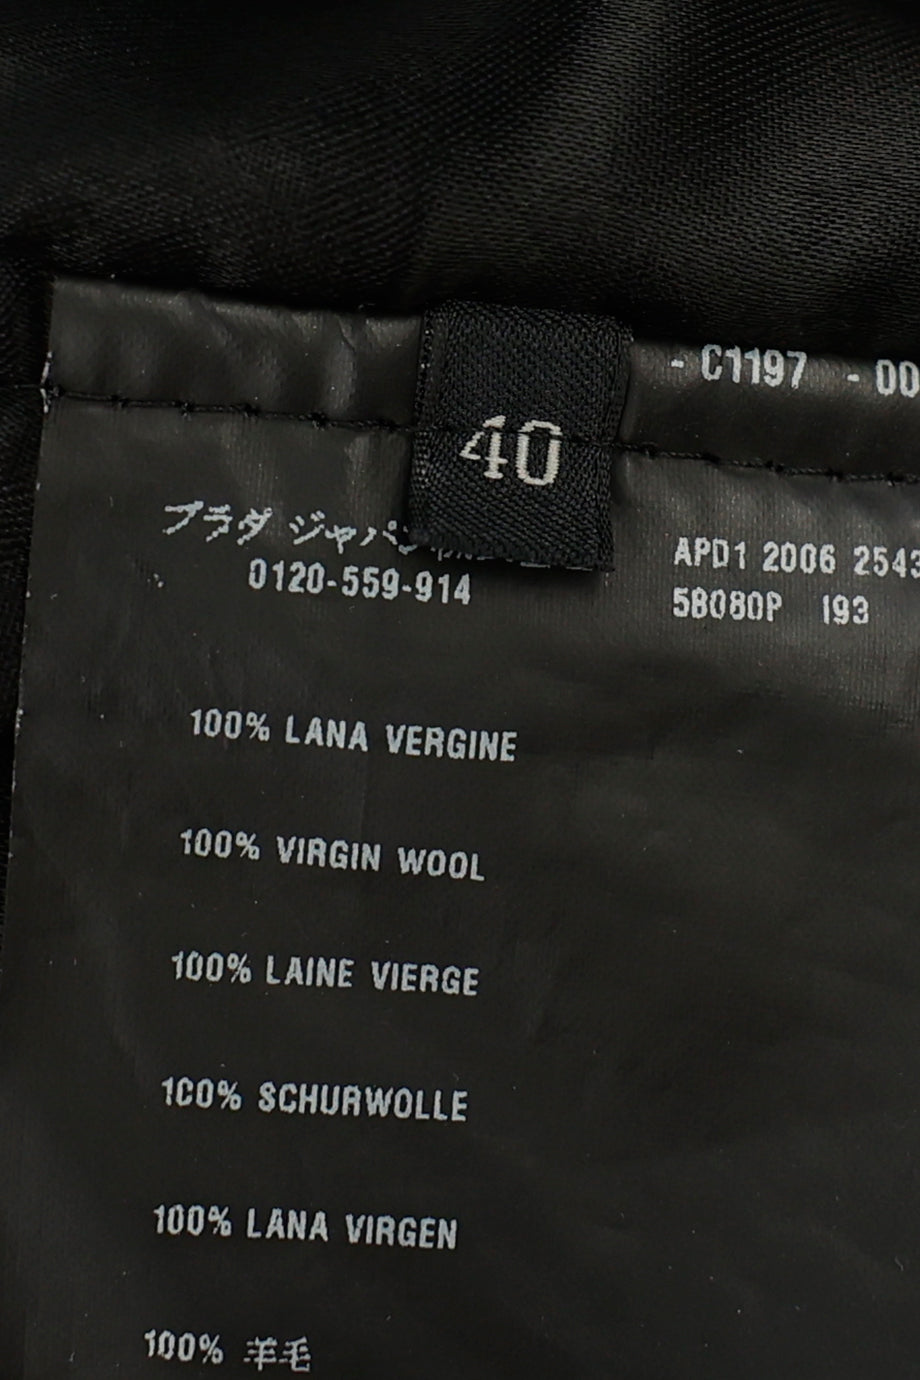 - C1197 - 00
40
プラダ ジャパン
0120-559-914
APD1 2006 2543
5B080P I93
100% LANA VERGINE
100% VIRGIN WOOL
100% LAINE VIERGE
100% SCHURWOLLE
100% LANA VIRGEN
100% 羊毛